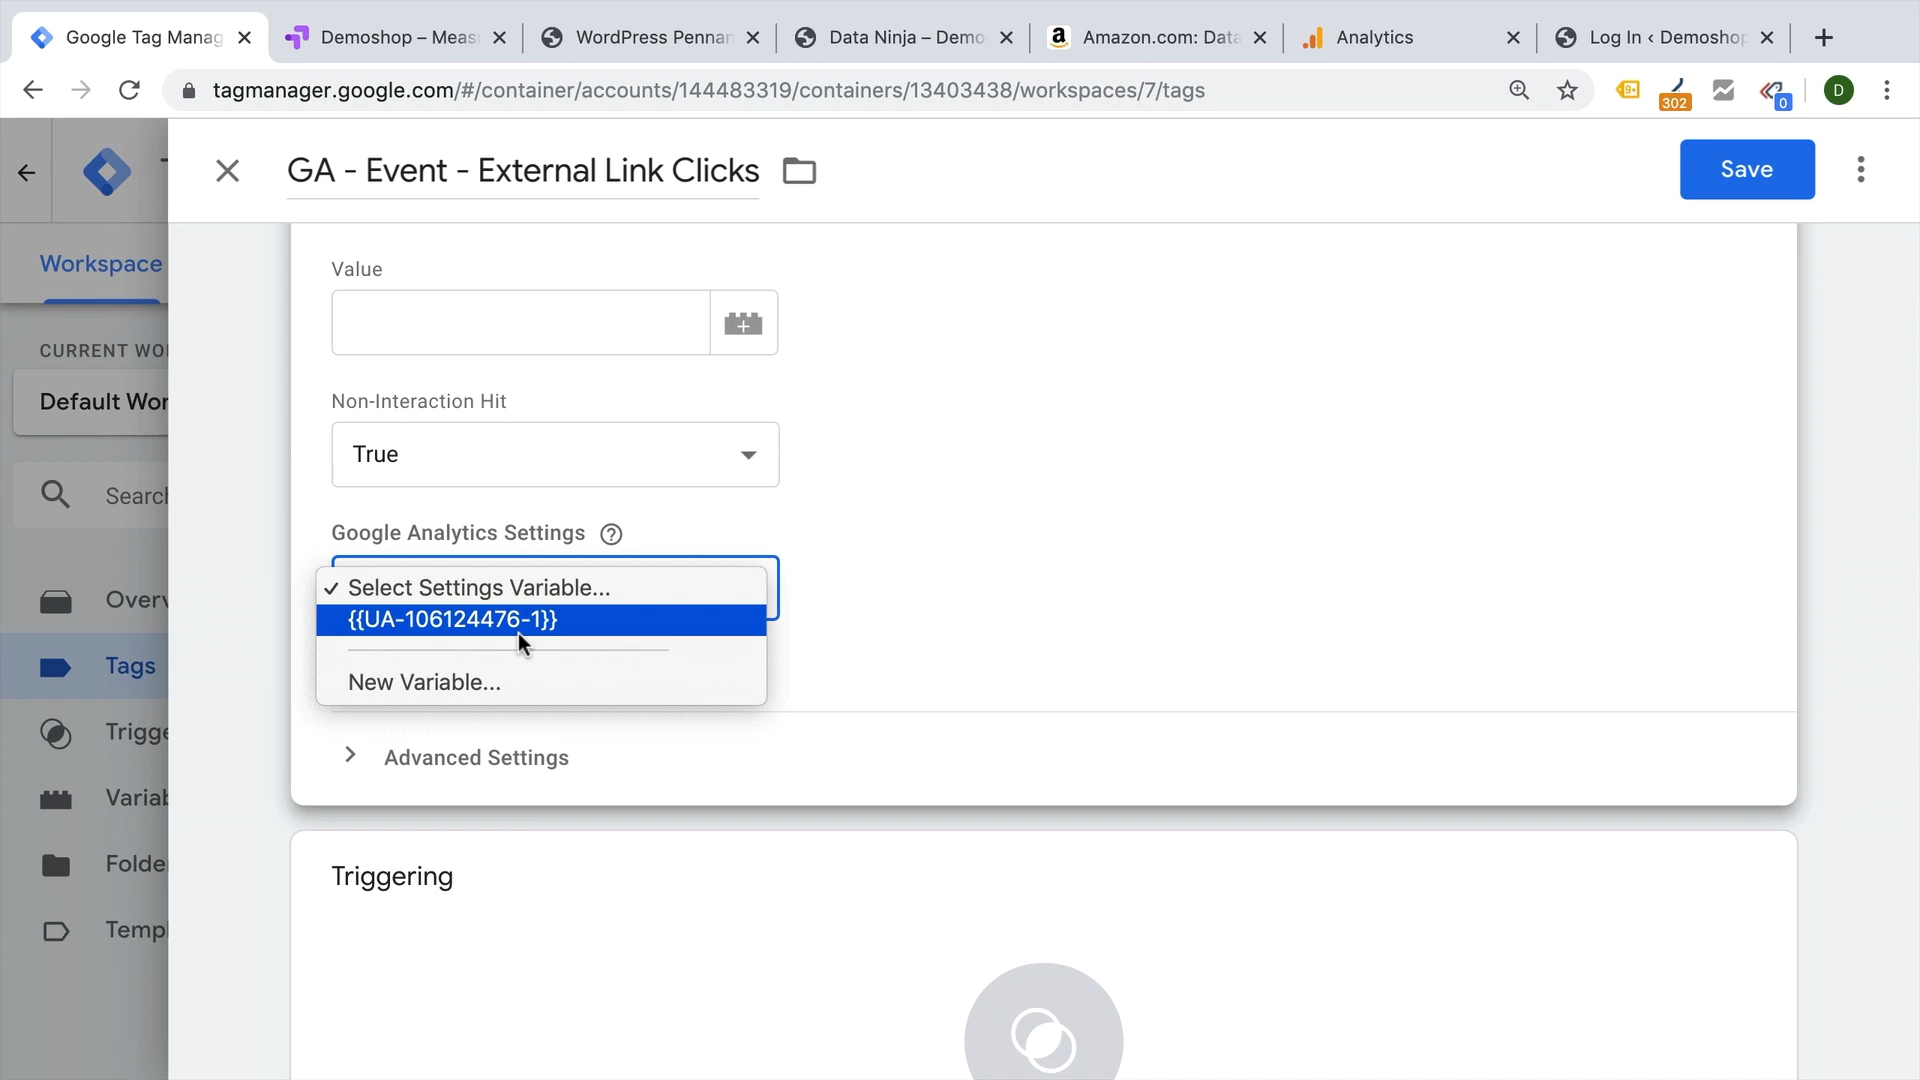 Google Tag Manag
Demoshop – Meas
WordPress Pennan
Data Ninja – Demo
Amazon.com: Data
Analytics
Log In ‹ Demoshop
tagmanager.google.com/#/container/accounts/144483319/containers/13403438/workspaces/7/tags
9+
302
0
D
GA - Event - External Link Clicks
Save
Workspace
Value
CURRENT WO
Default Wor
Non-Interaction Hit
True
Search
Google Analytics Settings
Select Settings Variable...
{{UA-106124476-1}}
New Variable...
Overv
Tags
Trigge
Variab
Folde
Templ
Advanced Settings
Triggering